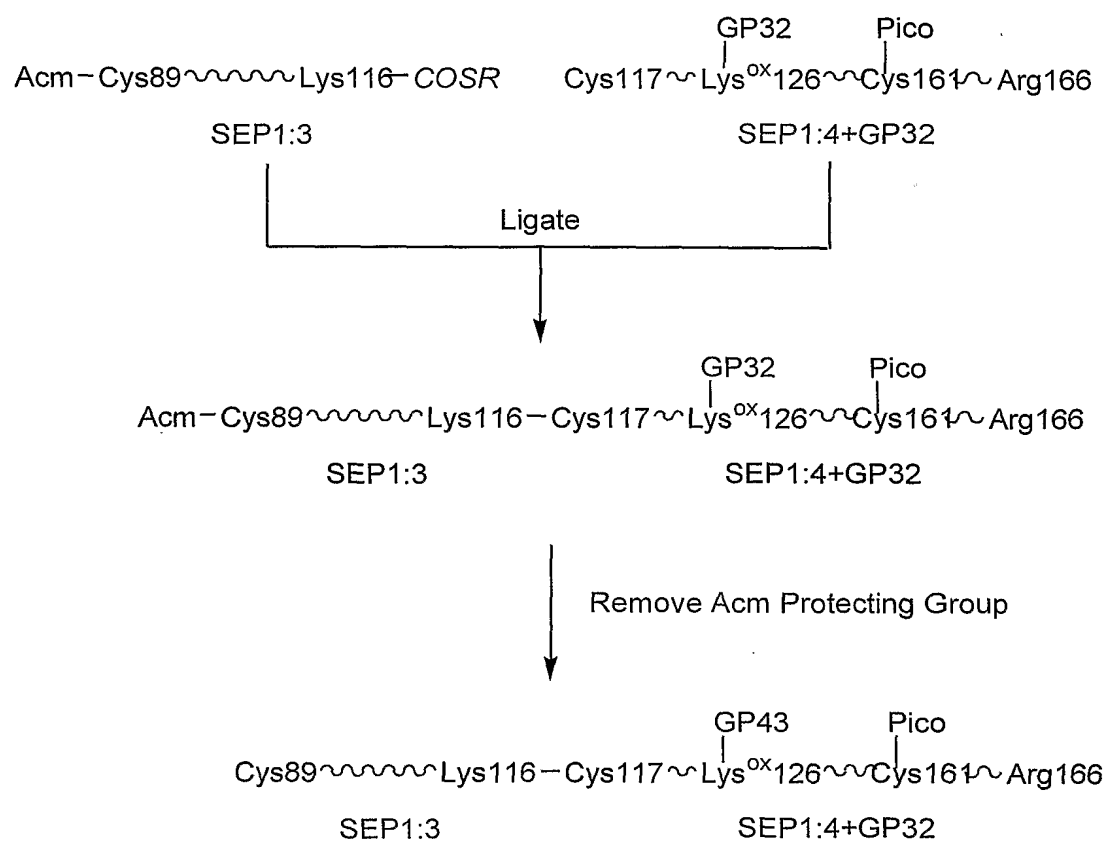 GP32 Pico
Acm-Cys89 Lys116-COSR Cys117 Lys^ox126 Cys161 Arg166
SEP1:3 SEP1:4+GP32
Ligate
GP32 Pico
Acm-Cys89 Lys116-Cys117 Lys^ox126 Cys161 Arg166
SEP1:3 SEP1:4+GP32
Remove Acm Protecting Group
GP43 Pico
Cys89 Lys116-Cys117 Lys^ox126 Cys161 Arg166
SEP1:3 SEP1:4+GP32